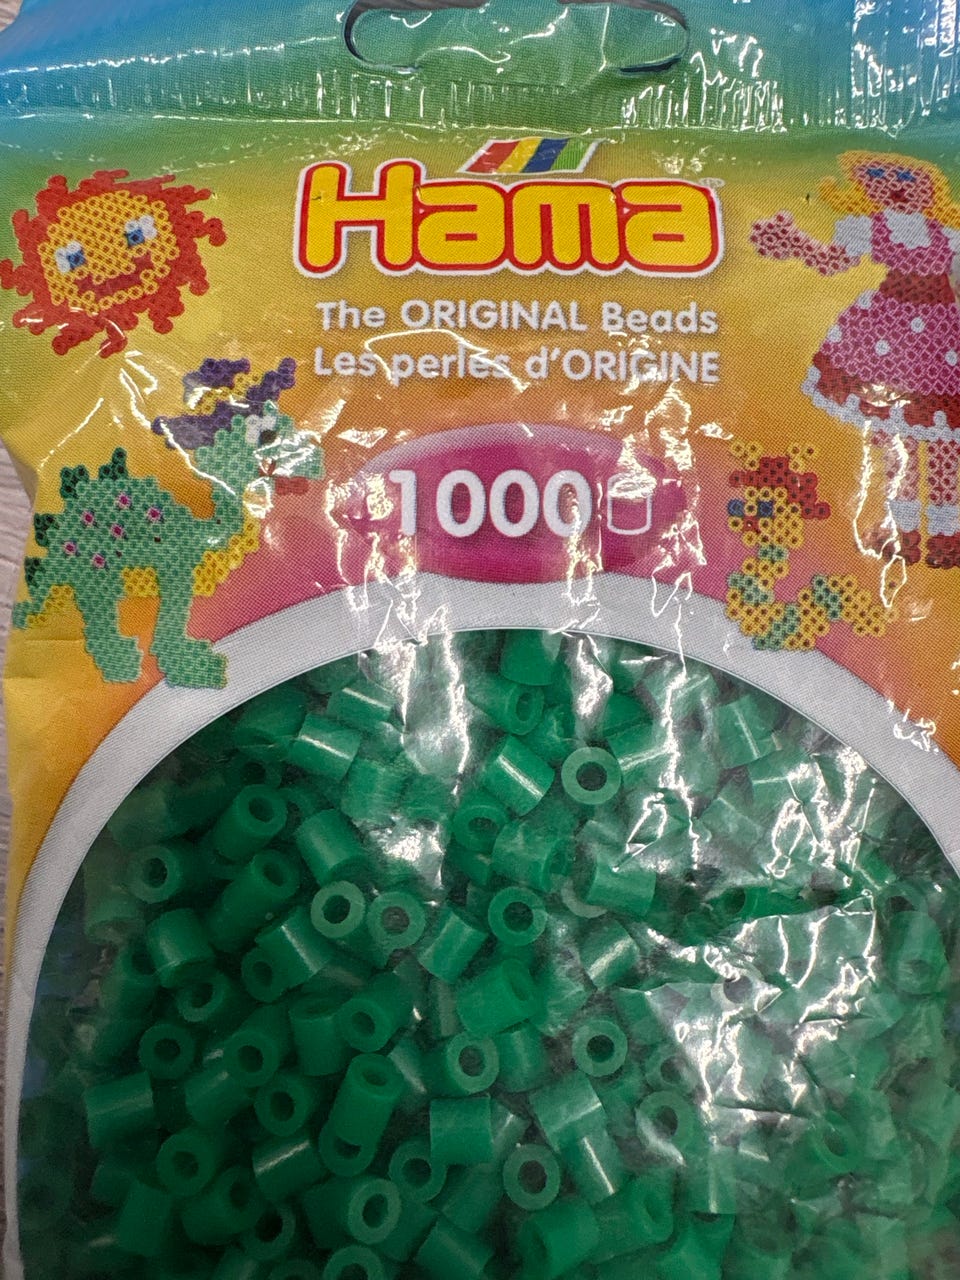 Hama
The ORIGINAL Beads
Les perles d'ORIGINE
1000